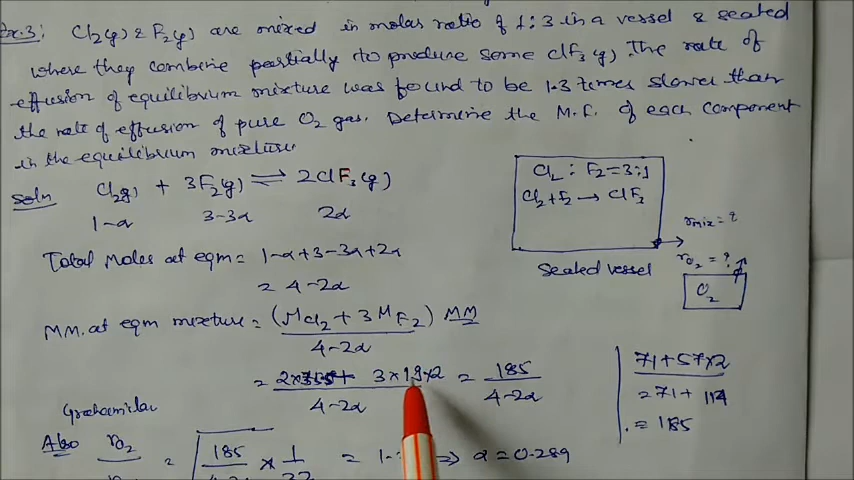 Ex.3: Cl2(g) & F2(g) are mixed in molar ratio of 1:3 in a vessel & sealed
where they combine partially to produce some ClF3(g). The rate of
effusion of equilibrium mixture was found to be 1.3 times slower than
the rate of effusion of pure O2 gas. Determine the M.F. of each component
in the equilibrium mixture.
Soln Cl2(g) + 3F2(g) ⇌ 2ClF3(g)
1-α 3-3α 2α
Total Moles at eqm = 1-α+3-3α+2α
= 4-2α
MM. at eqm mixture = (MCl2 + 3MF2) MM
4-2α
= 2×35.5+ 3×19×2 = 185
4-2α 4-2α
Grahamslar
Also rO2 = √ 185 × 1 = ⇒ α = 0.289
32
Cl2 : F2 = 3:1
Cl2+F2 → ClF3
rmix = ?
Sealed vessel
rO2 = ?
O2
71+57×2
= 71+ 114
= 185